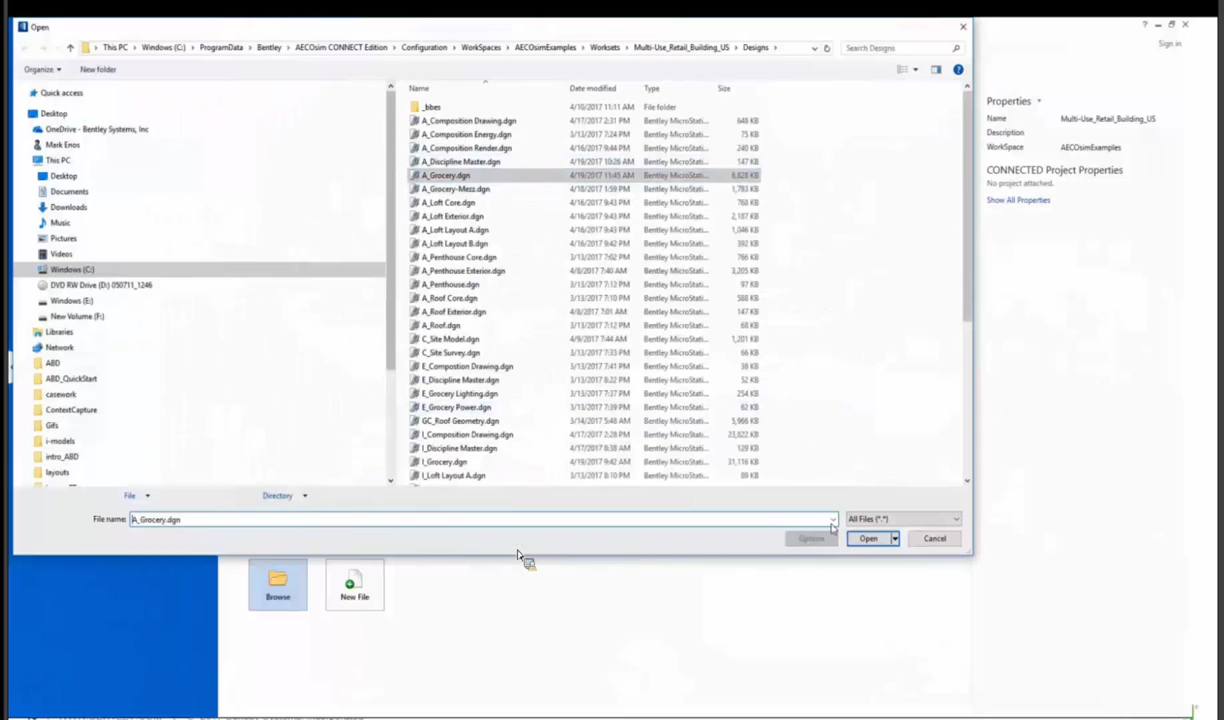 Open
This PC > Windows (C:) > ProgramData > Bentley > AECOsim CONNECT Edition > Configuration > WorkSpaces > AECOsimExamples > Worksets > Multi-Use_Retail_Building_US > Designs >
Search Designs
Sign in
Organize
New folder
Name Date modified Type Size
Quick access
Desktop
OneDrive - Bentley Systems, Inc
Mark Enos
This PC
Desktop
Documents
Downloads
Music
Pictures
Videos
Windows (C:)
DVD RW Drive (D:) 050711_1246
Windows (E:)
New Volume (F:)
Libraries
Network
ABD
ABD_QuickStart
casework
ContextCapture
Gifs
i-models
intro_ABD
layouts
_bbes 4/10/2017 11:11 AM File folder
A_Composition Drawing.dgn 4/17/2017 2:31 PM Bentley MicroStati... 648 KB
A_Composition Energy.dgn 3/13/2017 7:24 PM Bentley MicroStati... 75 KB
A_Composition Render.dgn 4/16/2017 9:44 PM Bentley MicroStati... 240 KB
A_Discipline Master.dgn 4/19/2017 10:26 AM Bentley MicroStati... 147 KB
A_Grocery.dgn 4/19/2017 11:45 AM Bentley MicroStati... 6,828 KB
A_Grocery-Mezz.dgn 4/18/2017 1:59 PM Bentley MicroStati... 1,783 KB
A_Loft Core.dgn 4/16/2017 9:43 PM Bentley MicroStati... 768 KB
A_Loft Exterior.dgn 4/16/2017 9:43 PM Bentley MicroStati... 2,187 KB
A_Loft Layout A.dgn 4/16/2017 9:43 PM Bentley MicroStati... 1,046 KB
A_Loft Layout B.dgn 4/16/2017 9:42 PM Bentley MicroStati... 392 KB
A_Penthouse Core.dgn 3/13/2017 7:12 PM Bentley MicroStati... 766 KB
A_Penthouse Exterior.dgn 4/8/2017 7:40 AM Bentley MicroStati... 3,205 KB
A_Penthouse.dgn 3/13/2017 7:12 PM Bentley MicroStati... 97 KB
A_Roof Core.dgn 3/13/2017 7:10 PM Bentley MicroStati... 588 KB
A_Roof Exterior.dgn 4/8/2017 7:01 AM Bentley MicroStati... 147 KB
A_Roof.dgn 3/13/2017 7:12 PM Bentley MicroStati... 68 KB
C_Site Model.dgn 4/9/2017 7:44 AM Bentley MicroStati... 1,201 KB
C_Site Survey.dgn 3/13/2017 7:33 PM Bentley MicroStati... 66 KB
E_Compostion Drawing.dgn 3/13/2017 7:41 PM Bentley MicroStati... 38 KB
E_Discipline Master.dgn 3/13/2017 8:22 PM Bentley MicroStati... 52 KB
E_Grocery Lighting.dgn 3/13/2017 7:37 PM Bentley MicroStati... 254 KB
E_Grocery Power.dgn 3/13/2017 7:39 PM Bentley MicroStati... 62 KB
GC_Roof Geometry.dgn 3/14/2017 5:48 AM Bentley MicroStati... 5,966 KB
I_Composition Drawing.dgn 4/17/2017 2:28 PM Bentley MicroStati... 23,822 KB
I_Discipline Master.dgn 4/17/2017 8:38 AM Bentley MicroStati... 129 KB
I_Grocery.dgn 4/19/2017 9:42 AM Bentley MicroStati... 31,116 KB
I_Loft Layout A.dgn 3/13/2017 8:10 PM Bentley MicroStati... 89 KB
Properties
Name Multi-Use_Retail_Building_US
Description
WorkSpace AECOsimExamples
CONNECTED Project Properties
No project attached.
Show All Properties
File Directory
File name: A_Grocery.dgn All Files (*.*)
Options Open Cancel
Browse New File